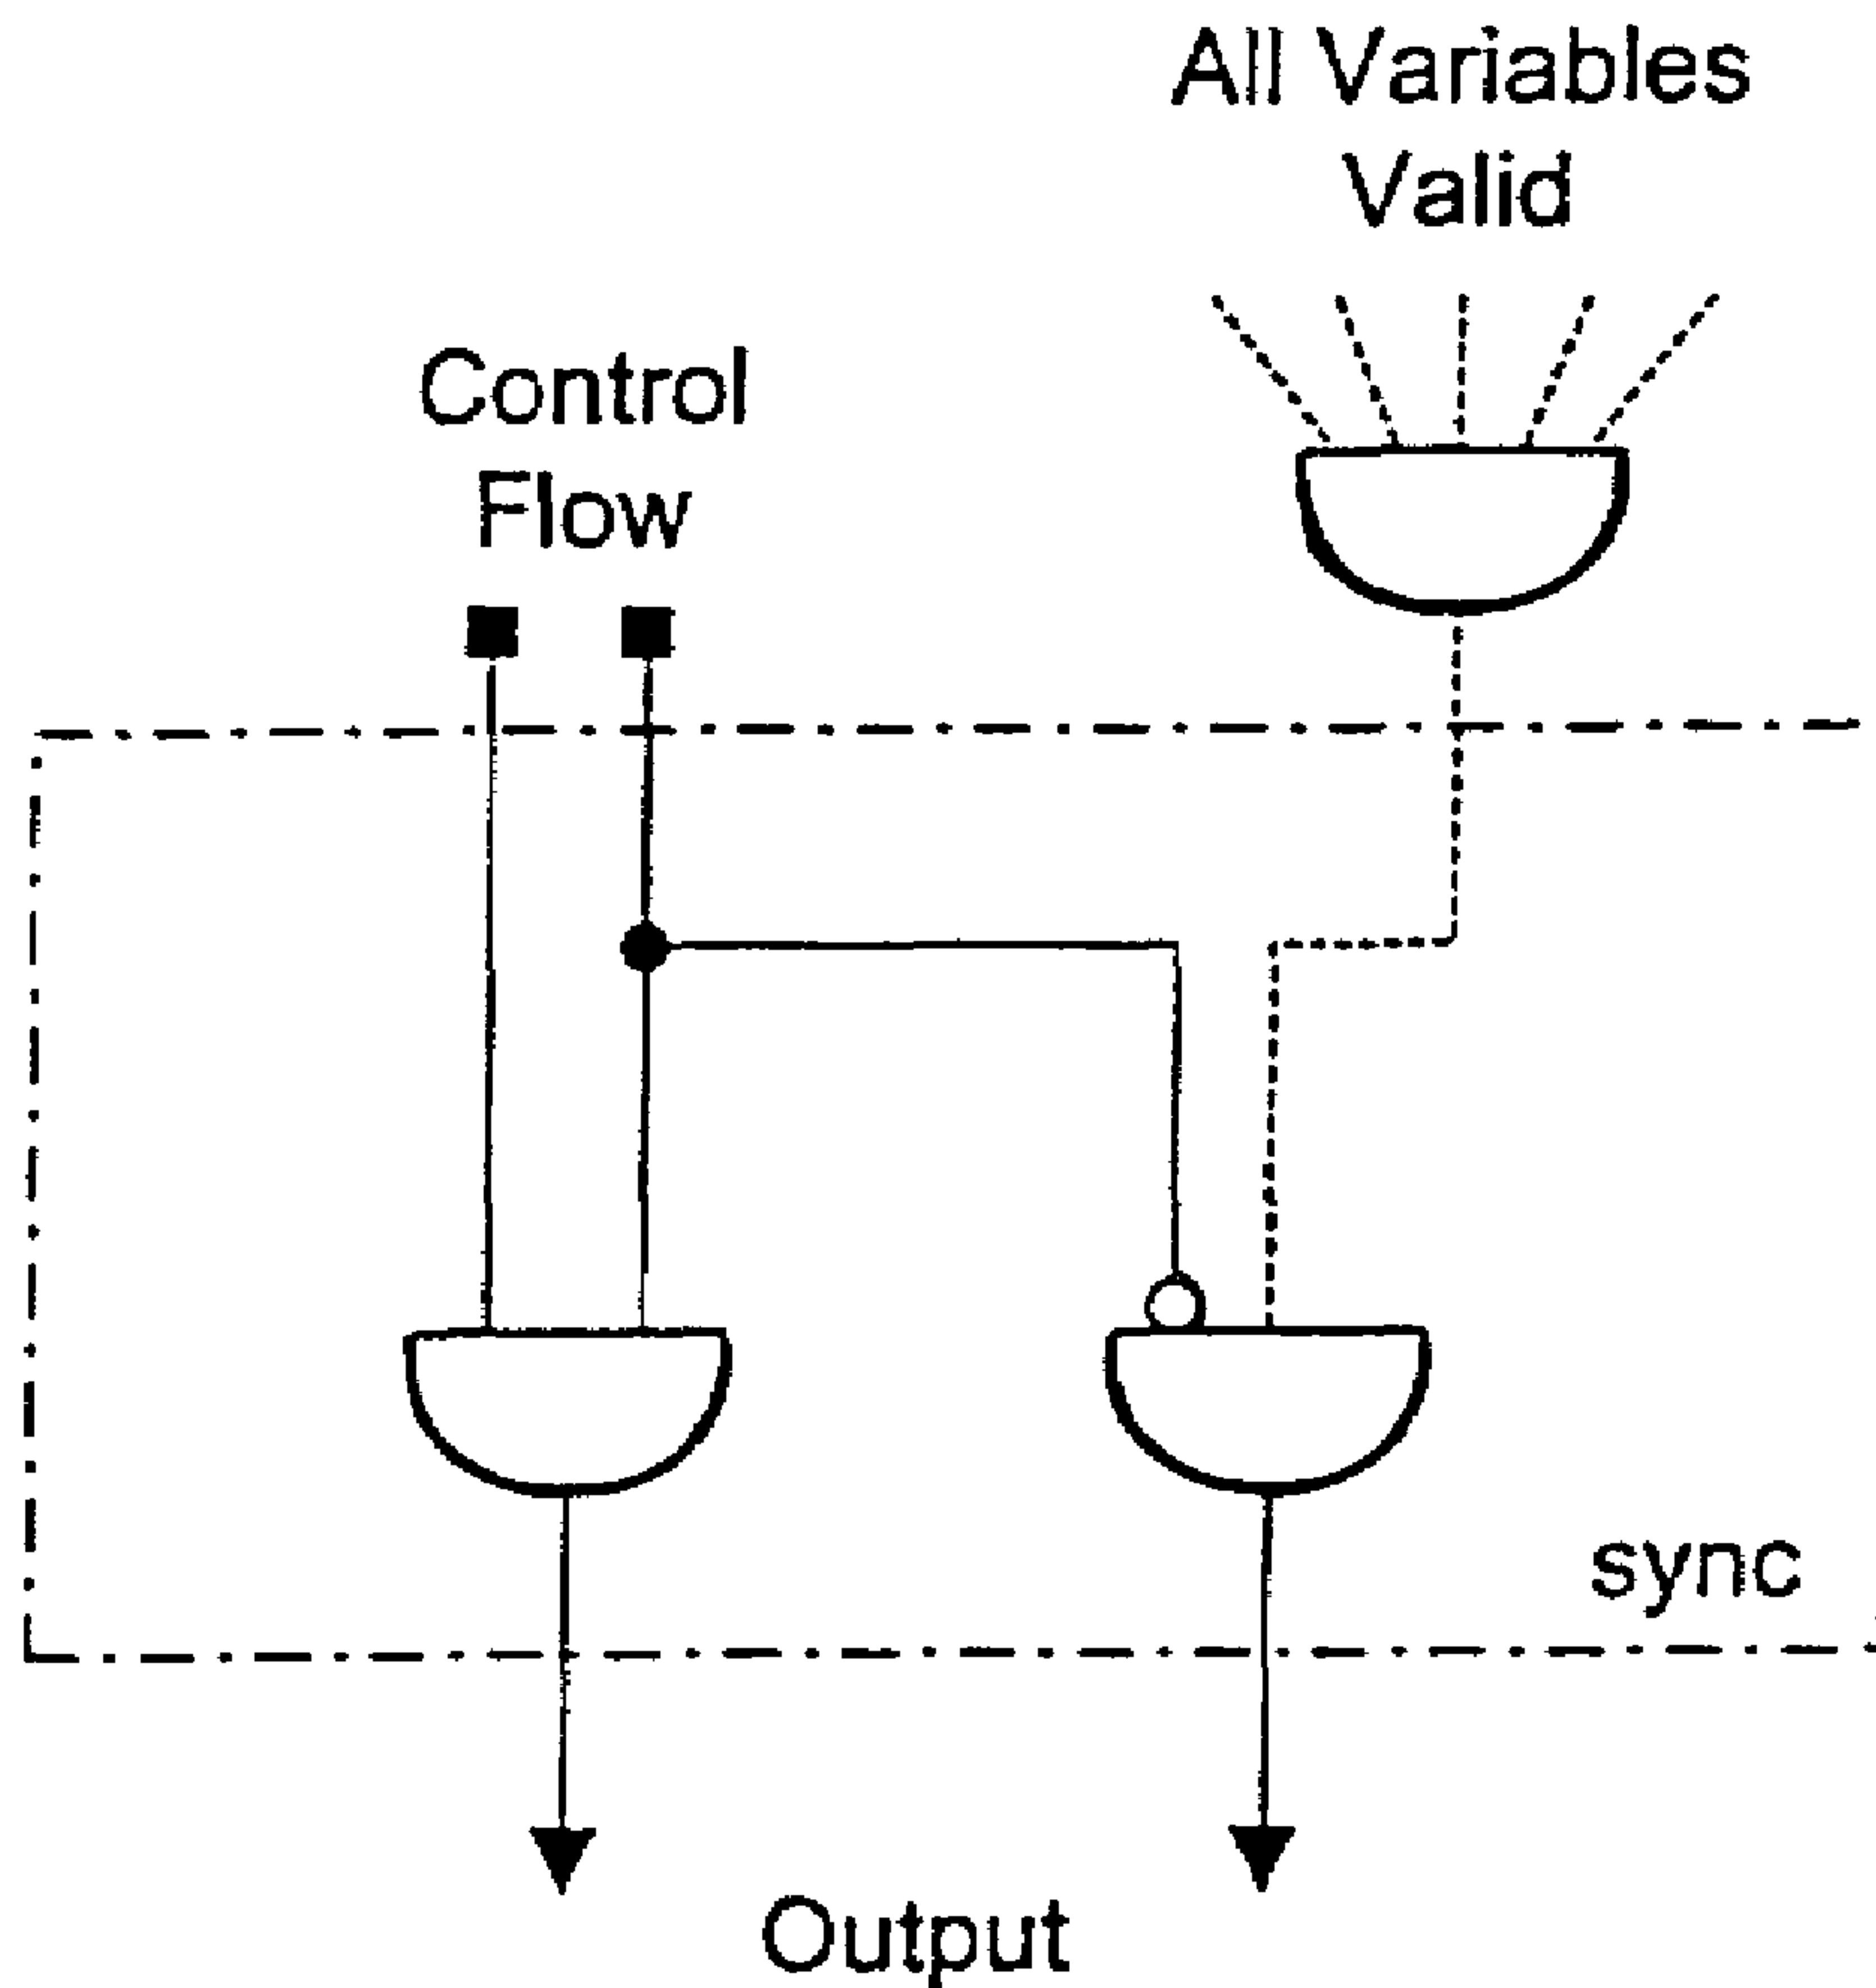 All Variables
Valid
Control
Flow
sync
Output